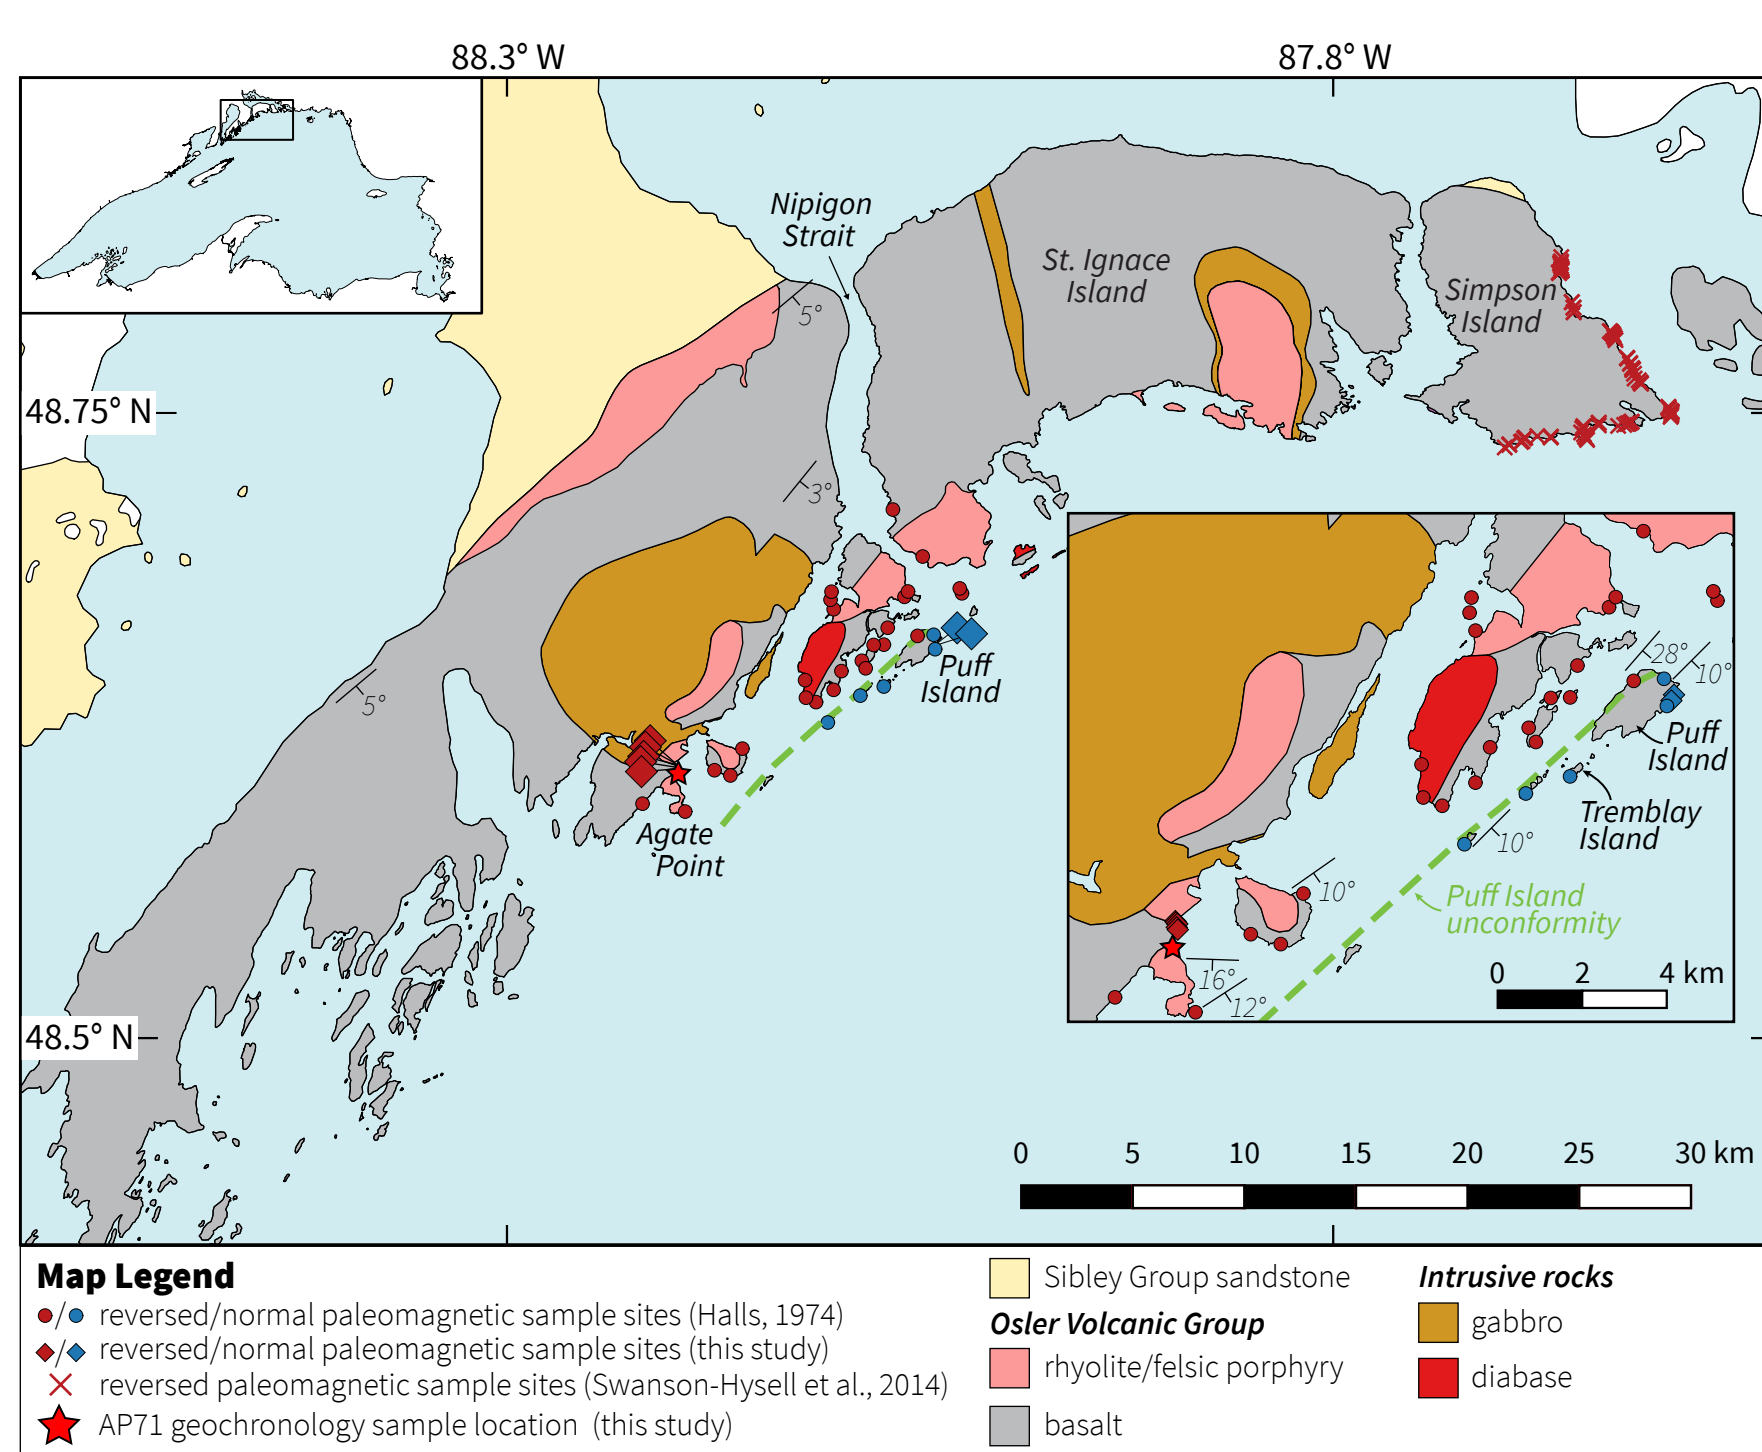 88.3° W
87.8° W
Nipigon
Strait
St. Ignace
Island
Simpson
Island
5°
48.75° N
3°
5°
Puff
Island
Agate
Point
28°
10°
Puff
Island
Tremblay
Island
10°
Puff Island
unconformity
10°
16°
12°
0 2 4 km
48.5° N
0 5 10 15 20 25 30 km
Map Legend
/ reversed/normal paleomagnetic sample sites (Halls, 1974)
/ reversed/normal paleomagnetic sample sites (this study)
reversed paleomagnetic sample sites (Swanson-Hysell et al., 2014)
AP71 geochronology sample location (this study)
Sibley Group sandstone
Osler Volcanic Group
rhyolite/felsic porphyry
basalt
Intrusive rocks
gabbro
diabase